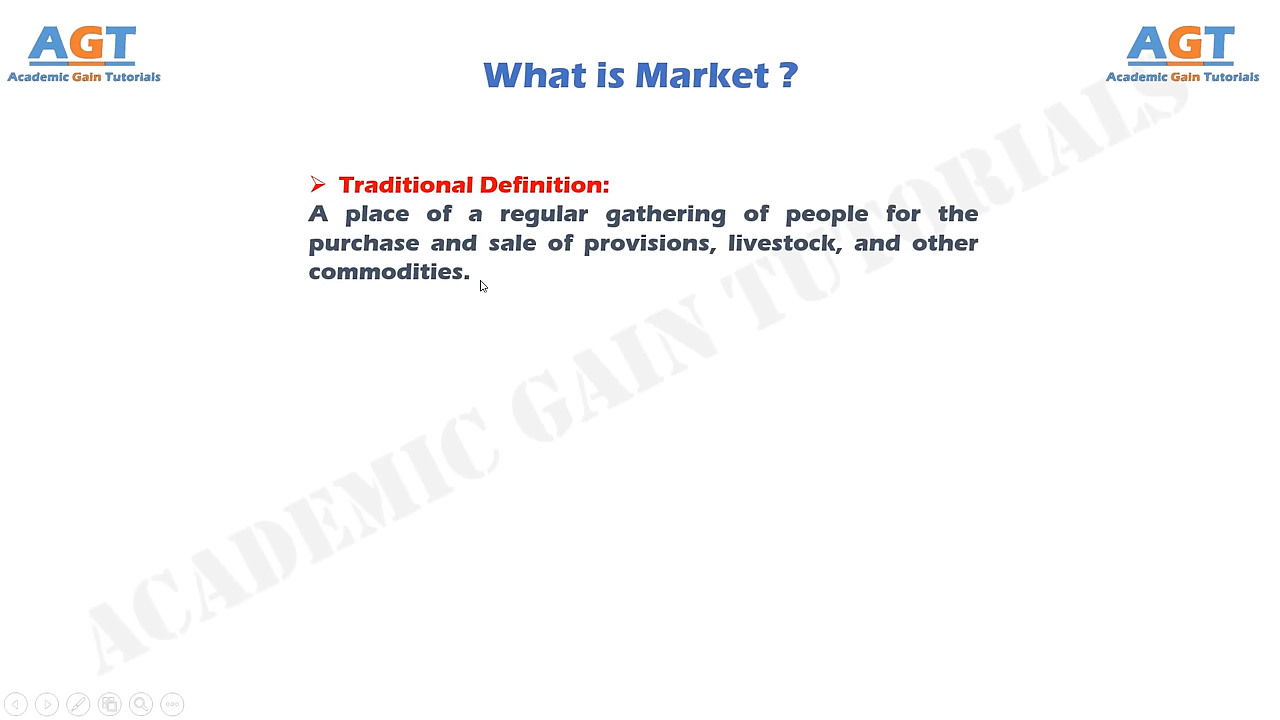 AGT
Academic Gain Tutorials
AGT
Academic Gain Tutorials
What is Market ?
Traditional Definition:
A place of a regular gathering of people for the
purchase and sale of provisions, livestock, and other
commodities.
ACADEMIC GAIN TUTORIALS